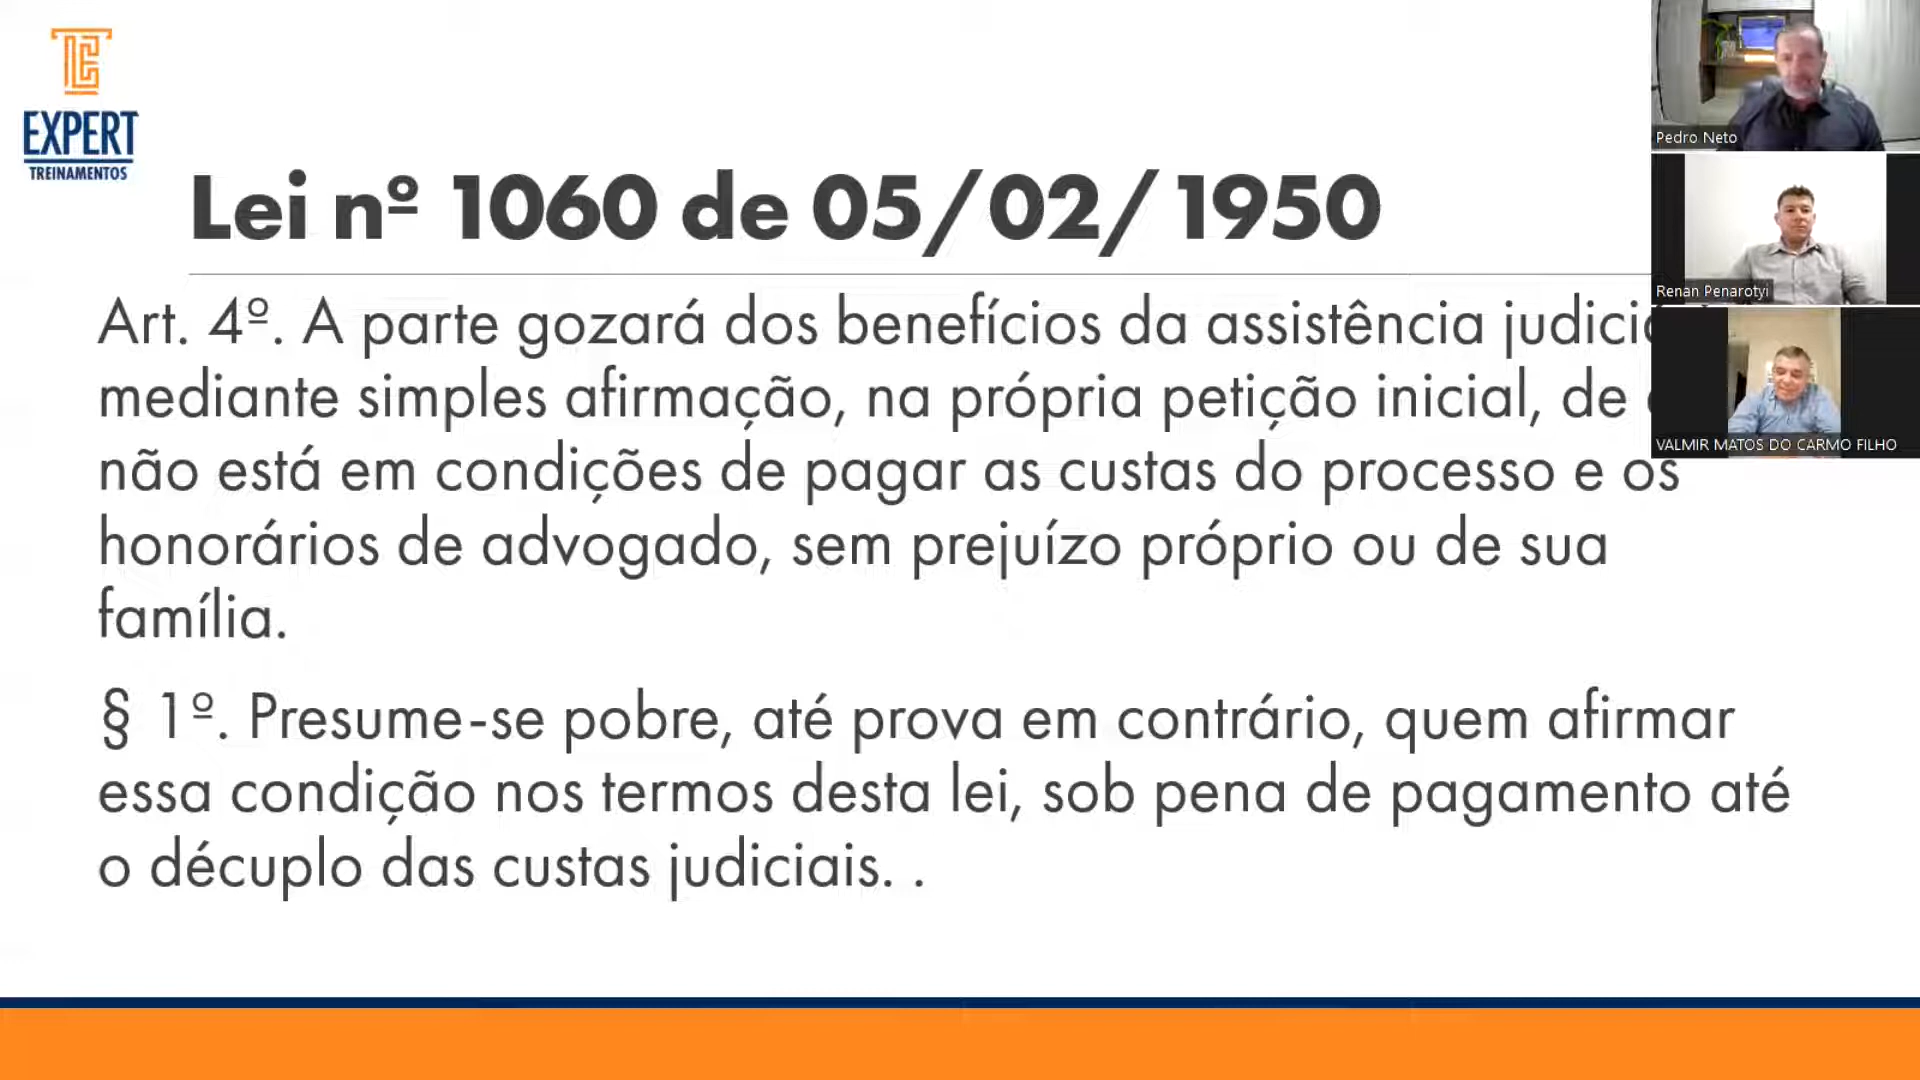 EXPERT
TREINAMENTOS
Lei nº 1060 de 05/02/1950
Art. 4º. A parte gozará dos benefícios da assistência
mediante simples afirmação, na própria petição inicial, de
não está em condições de pagar as custas do processo e os
honorários de advogado, sem prejuízo próprio ou de sua
família.
§ 1º. Presume-se pobre, até prova em contrário, quem afirmar
essa condição nos termos desta lei, sob pena de pagamento até
o décuplo das custas judiciais. .
Pedro Neto
Renan Penarotyi
VALMIR MATOS DO CARMO FILHO